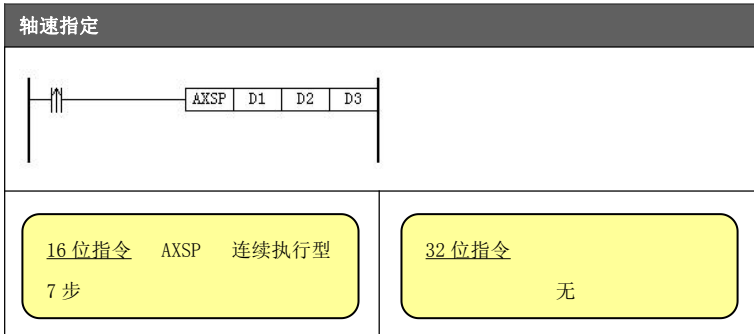 轴速指定
AXSP D1 D2 D3
16 位指令 AXSP 连续执行型
7 步
32 位指令
无